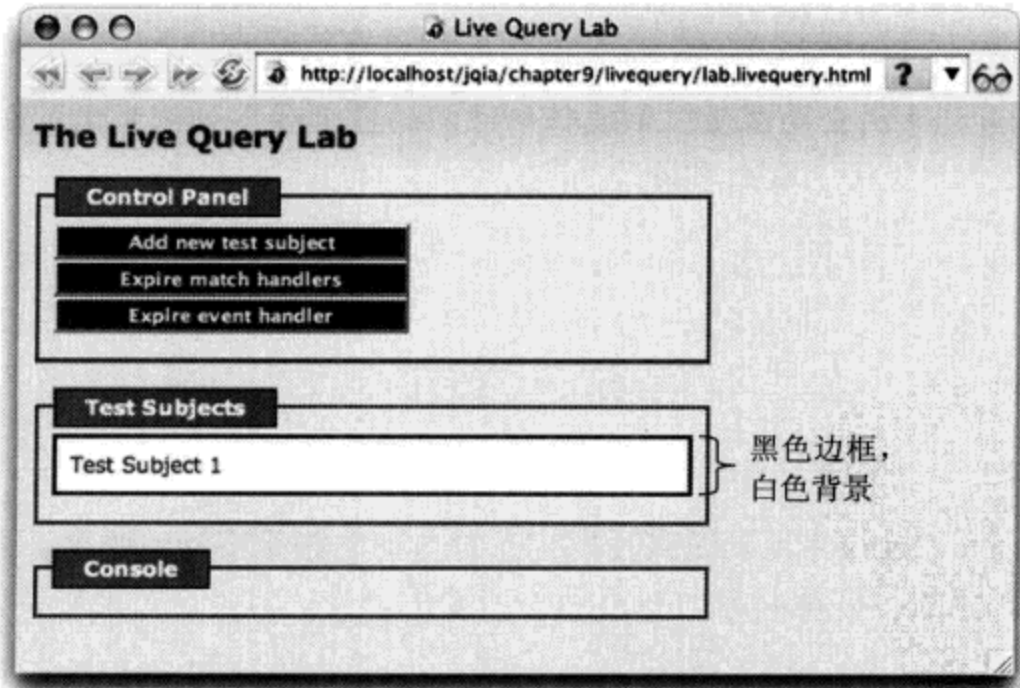 Live Query Lab
http://localhost/jqia/chapter9/livequery/lab.livequery.html
?
The Live Query Lab
Control Panel
Add new test subject
Expire match handlers
Expire event handler
Test Subjects
Test Subject 1
黑色边框，
白色背景
Console